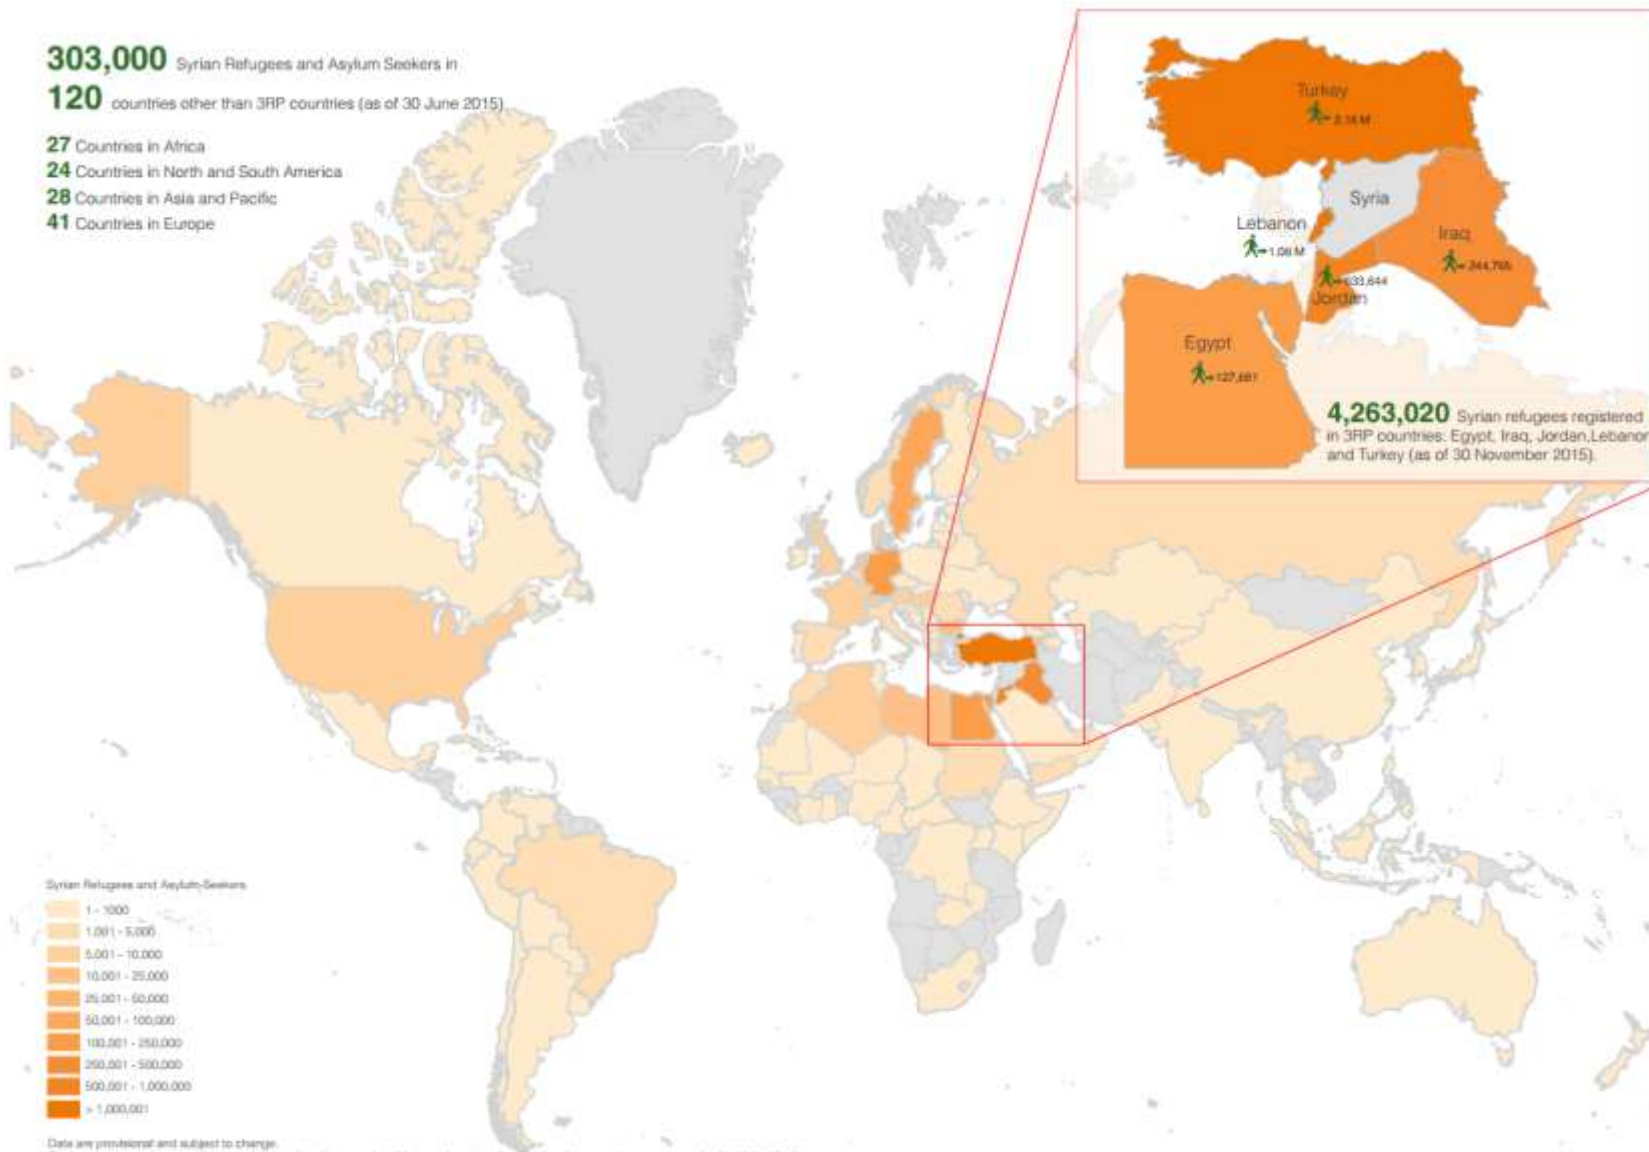 303,000 Syrian Refugees and Asylum Seekers in
120 countries other than 3RP countries (as of 30 June 2015)
27 Countries in Africa
24 Countries in North and South America
28 Countries in Asia and Pacific
41 Countries in Europe
Turkey
Syria
Lebanon
Iraq
Jordan
Egypt
4,263,020 Syrian refugees registered
in 3RP countries: Egypt, Iraq, Jordan,Lebanon
and Turkey (as of 30 November 2015).
Syrian Refugees and Asylum-Seekers
1 - 1000
1,001 - 5,000
5,001 - 10,000
10,001 - 25,000
25,001 - 50,000
50,001 - 100,000
100,001 - 250,000
250,001 - 500,000
500,001 - 1,000,000
> 1,000,001
Data are provisional and subject to change.